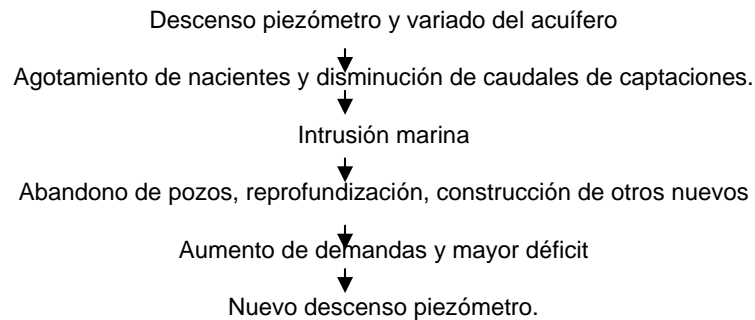 Descenso piezómetro y variado del acuífero
Agotamiento de nacientes y disminución de caudales de captaciones.
Intrusión marina
Abandono de pozos, reprofundización, construcción de otros nuevos
Aumento de demandas y mayor déficit
Nuevo descenso piezómetro.